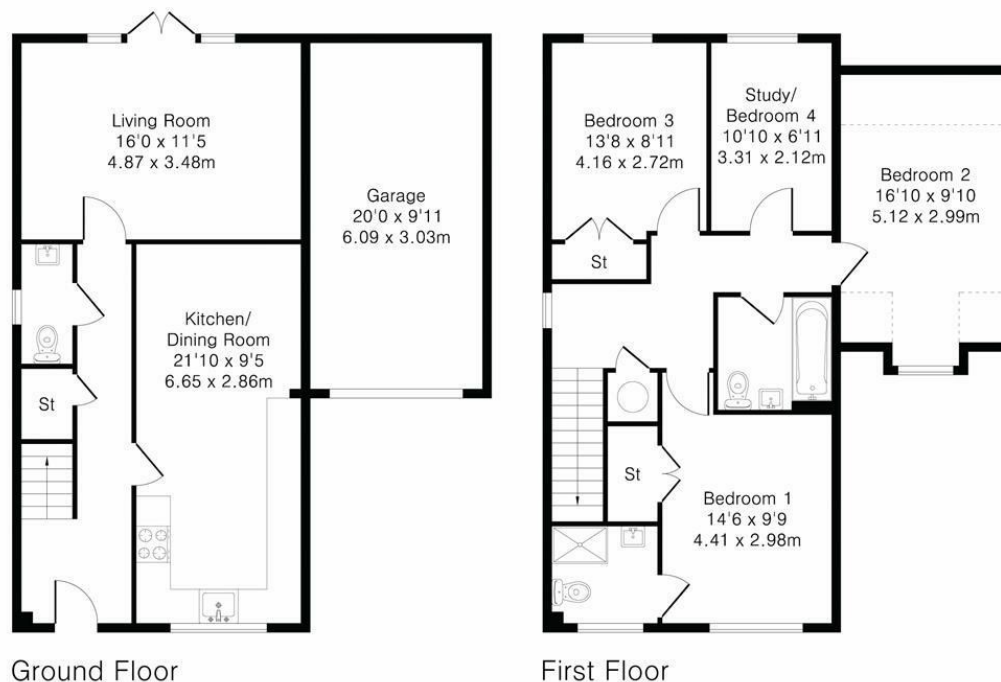 Living Room
16'0 x 11'5
4.87 x 3.48m
Garage
20'0 x 9'11
6.09 x 3.03m
Kitchen/
Dining Room
21'10 x 9'5
6.65 x 2.86m
St
Ground Floor
Bedroom 3
13'8 x 8'11
4.16 x 2.72m
Study/
Bedroom 4
10'10 x 6'11
3.31 x 2.12m
Bedroom 2
16'10 x 9'10
5.12 x 2.99m
St
St
Bedroom 1
14'6 x 9'9
4.41 x 2.98m
First Floor